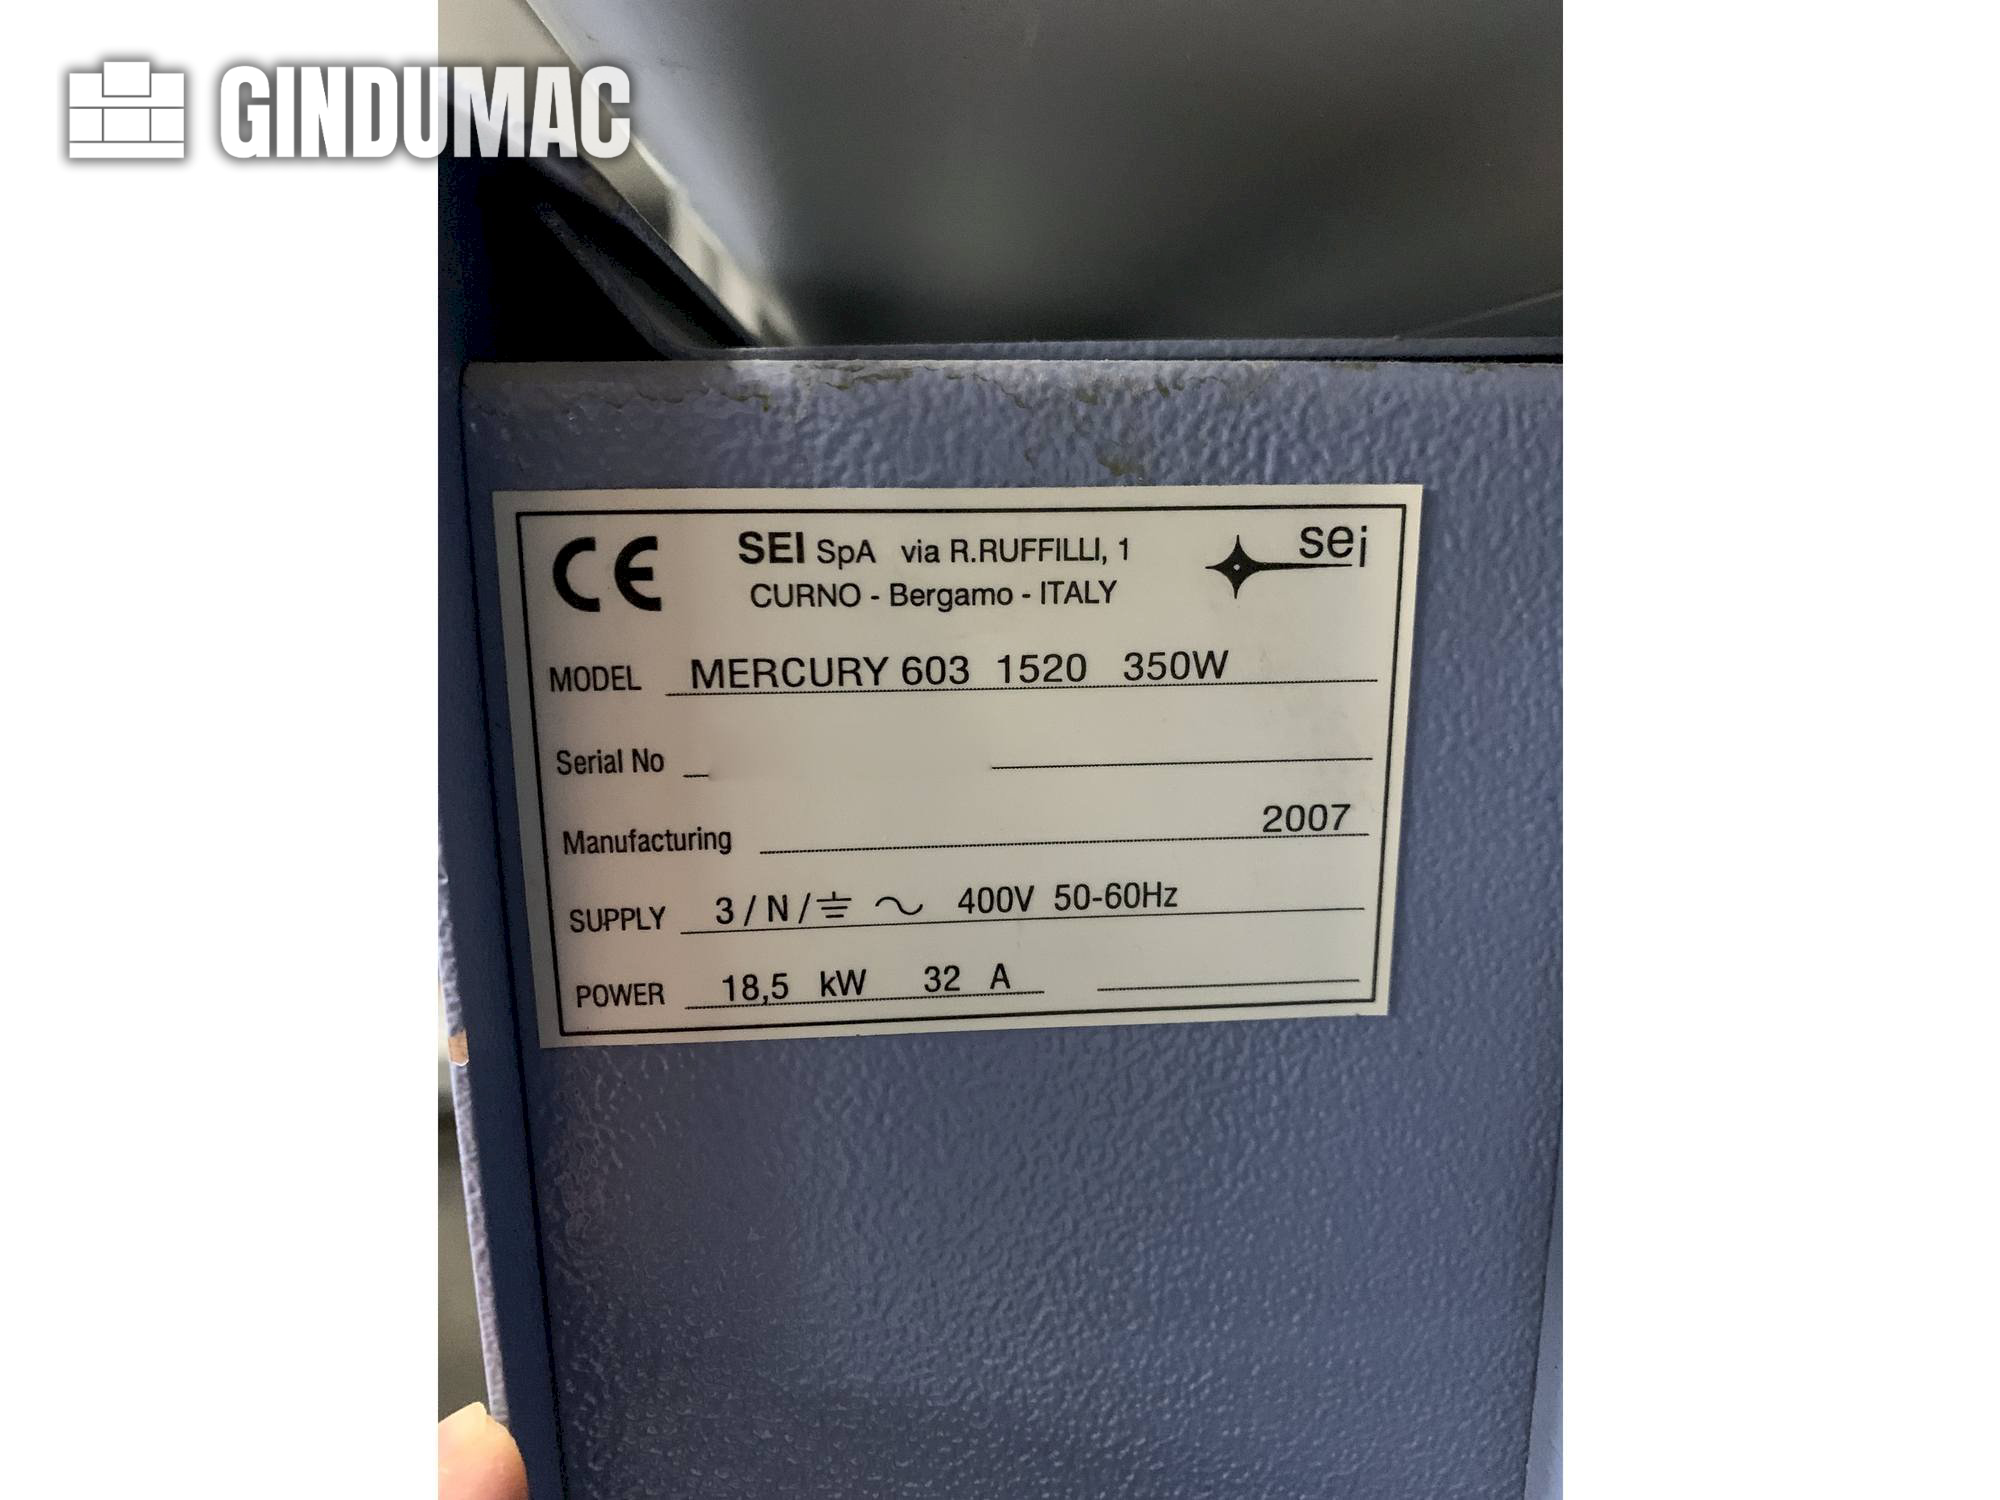 GINDUMAC
CE SEI SpA via R.RUFFILLI, 1 sei
CURNO - Bergamo - ITALY
MODEL MERCURY 603 1520 350W
Serial No
Manufacturing 2007
SUPPLY 3 / N / ⏚ ~ 400V 50-60Hz
POWER 18,5 kW 32 A